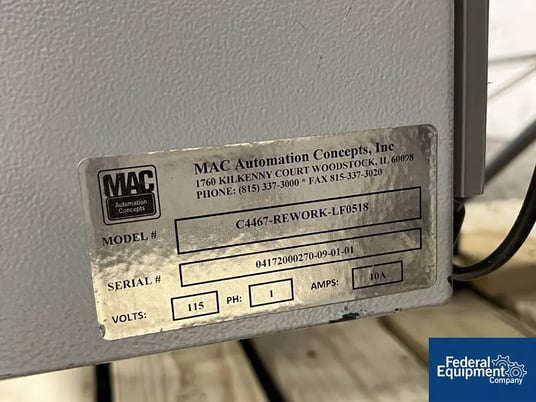 MAC
Automation
Concepts
MAC Automation Concepts, Inc
1760 KILKENNY COURT WOODSTOCK, IL 60098
PHONE: (815) 337-3000 * FAX 815-337-3020
MODEL # C4467-REWORK-LF0518
SERIAL # 04172000270-09-01-01
VOLTS: 115 PH: 1 AMPS: 10A
Federal
Equipment
Company